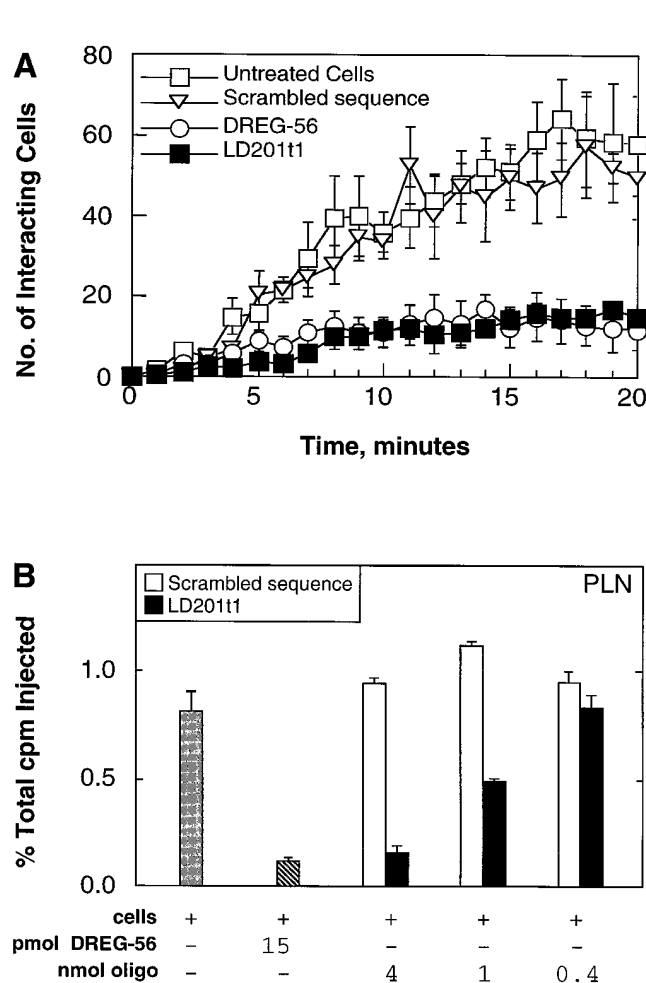 A
No. of Interacting Cells
80
60
40
20
0
Untreated Cells
Scrambled sequence
DREG-56
LD201t1
0 5 10 15 20
Time, minutes
B
% Total cpm Injected
1.0
0.5
0.0
Scrambled sequence
LD201t1
PLN
cells + + + + +
pmol DREG-56 – 15 – – –
nmol oligo – – 4 1 0.4